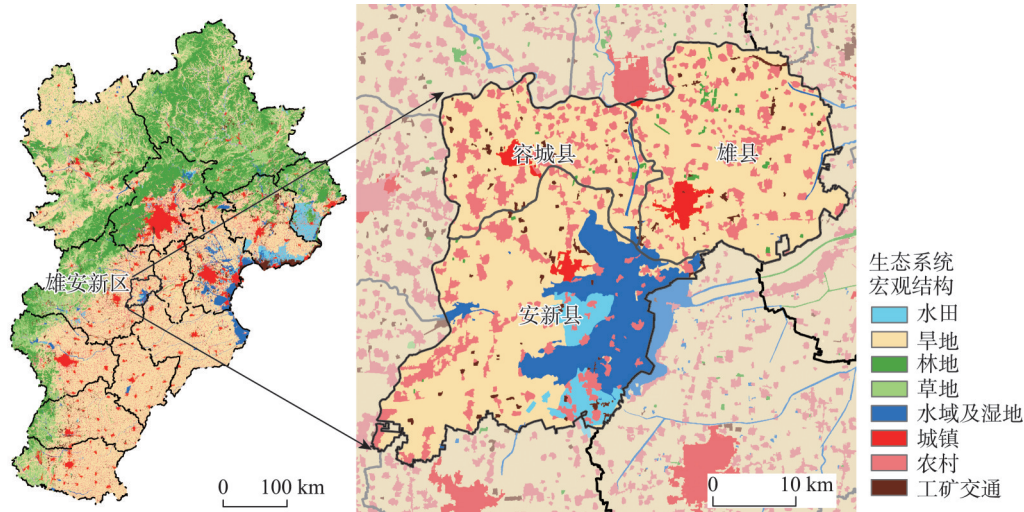 雄安新区
0 100 km
容城县
雄县
安新县
0 10 km
生态系统
宏观结构
水田
旱地
林地
草地
水域及湿地
城镇
农村
工矿交通